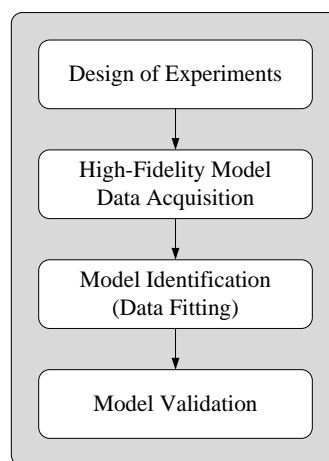 Design of Experiments
High-Fidelity Model
Data Acquisition
Model Identification
(Data Fitting)
Model Validation